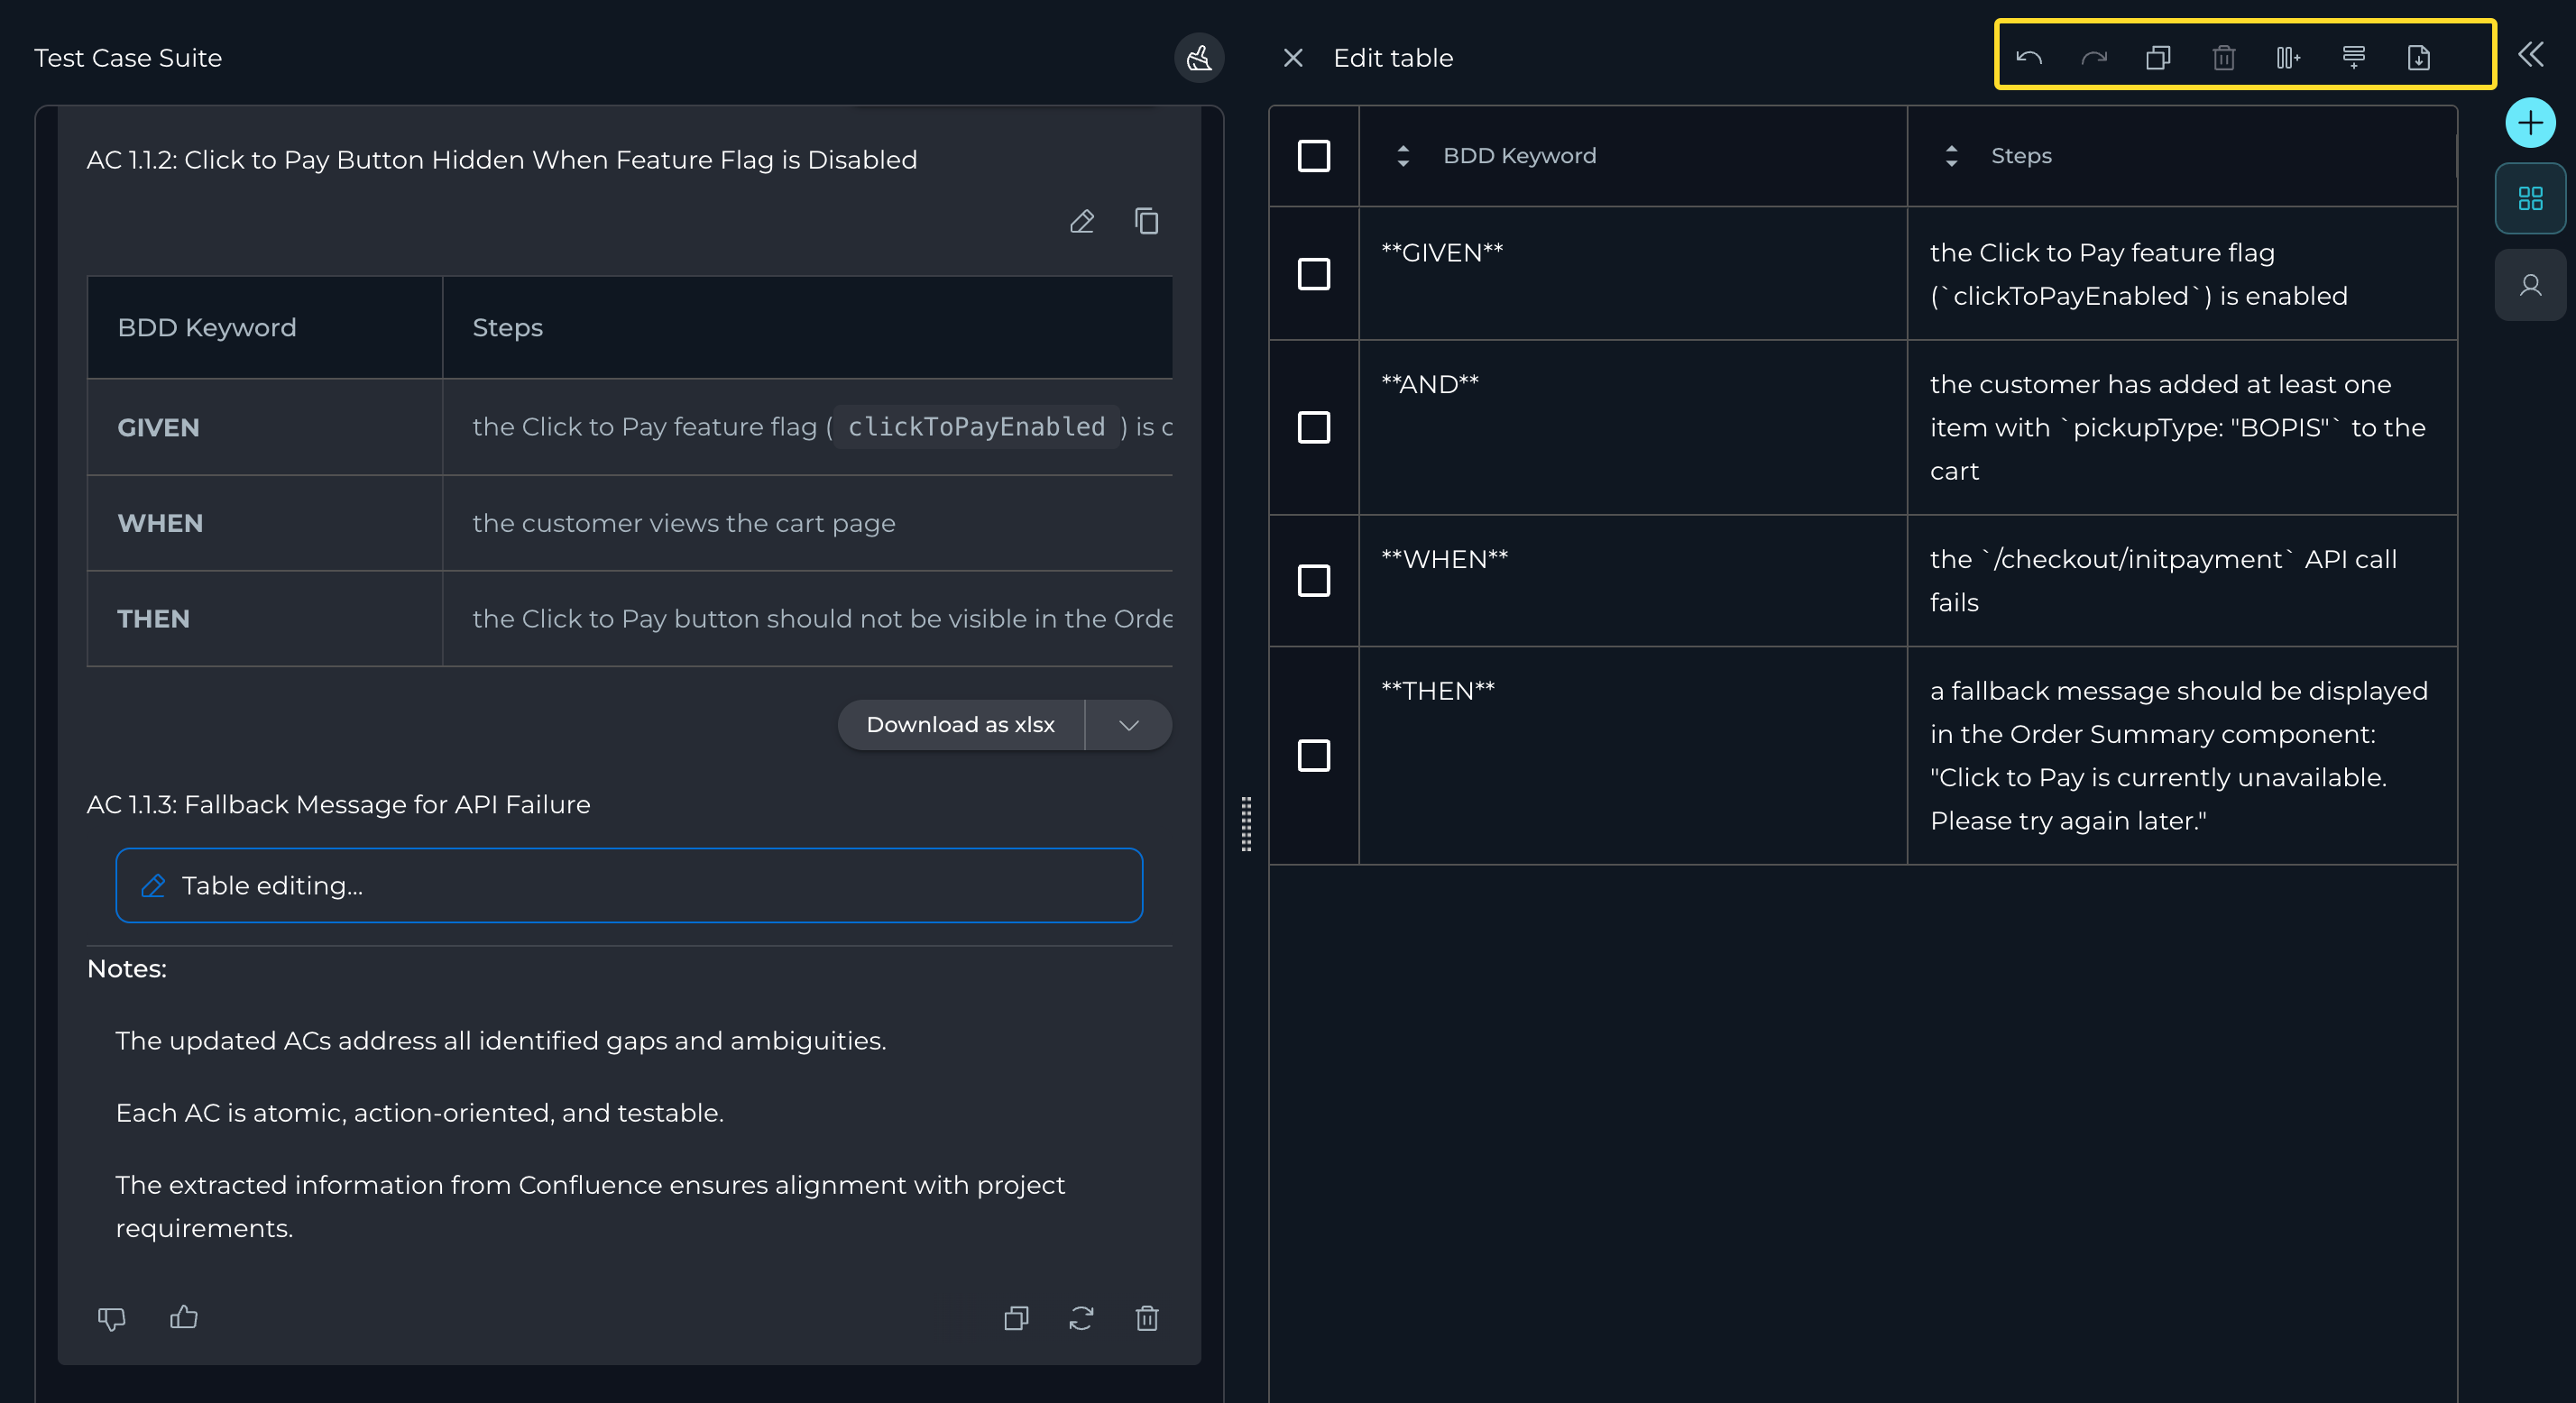 Test Case Suite
AC 1.1.2: Click to Pay Button Hidden When Feature Flag is Disabled
BDD Keyword Steps
GIVEN the Click to Pay feature flag ( clickToPayEnabled ) is
WHEN the customer views the cart page
THEN the Click to Pay button should not be visible in the Orde
Download as xlsx
AC 1.1.3: Fallback Message for API Failure
Table editing...
Notes:
The updated ACs address all identified gaps and ambiguities.
Each AC is atomic, action-oriented, and testable.
The extracted information from Confluence ensures alignment with project
requirements.
Edit table
BDD Keyword Steps
**GIVEN** the Click to Pay feature flag
(`clickToPayEnabled`) is enabled
**AND** the customer has added at least one
item with `pickupType: "BOPIS"` to the
cart
**WHEN** the `/checkout/initpayment` API call
fails
**THEN** a fallback message should be displayed
in the Order Summary component:
"Click to Pay is currently unavailable.
Please try again later."